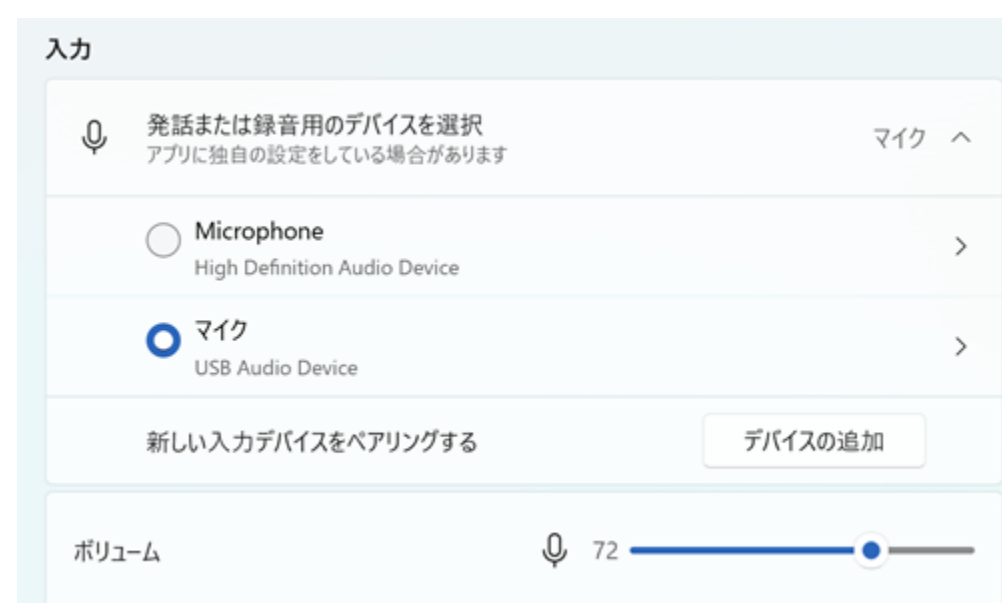 入力
発話または録音用のデバイスを選択
アプリに独自の設定をしている場合があります
マイク
Microphone
High Definition Audio Device
マイク
USB Audio Device
新しい入力デバイスをペアリングする
デバイスの追加
ボリューム
72